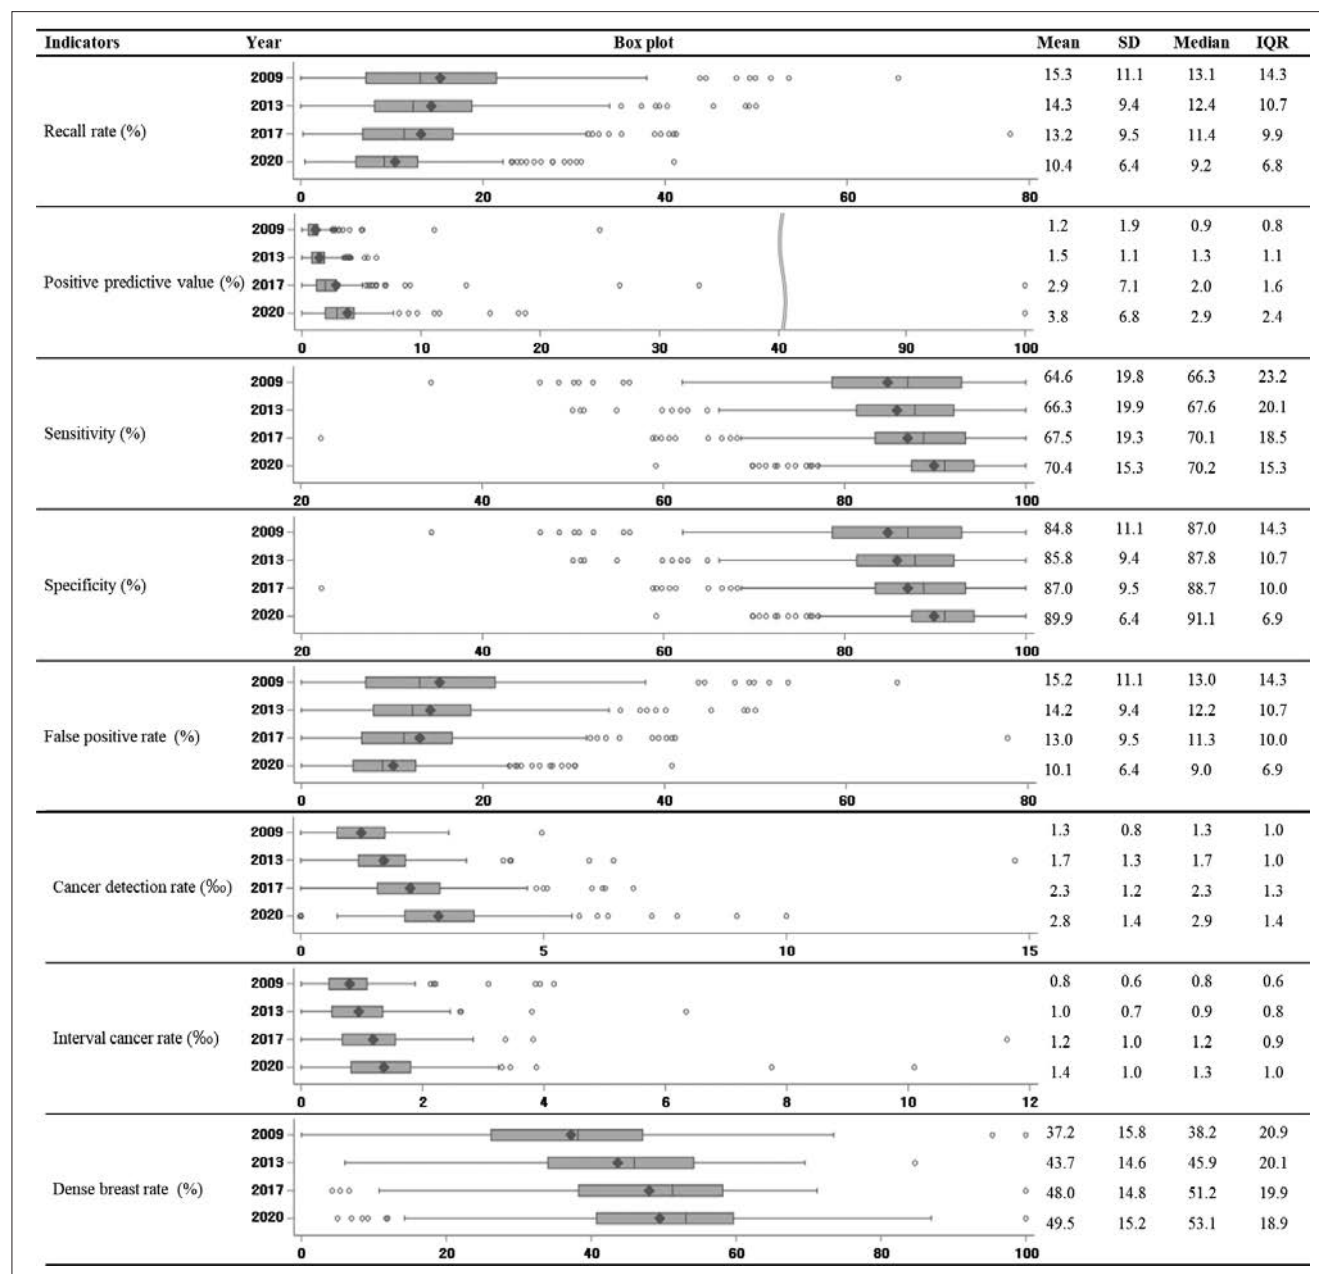 Indicators Year Box plot Mean SD Median IQR
2009 15.3 11.1 13.1 14.3
2013 14.3 9.4 12.4 10.7
Recall rate (%)
2017 13.2 9.5 11.4 9.9
2020 10.4 6.4 9.2 6.8
0 20 40 60 80
2009 1.2 1.9 0.9 0.8
2013 1.5 1.1 1.3 1.1
Positive predictive value (%)
2017 2.9 7.1 2.0 1.6
2020 3.8 6.8 2.9 2.4
0 10 20 30 40 90 100
2009 64.6 19.8 66.3 23.2
2013 66.3 19.9 67.6 20.1
Sensitivity (%)
2017 67.5 19.3 70.1 18.5
2020 70.4 15.3 70.2 15.3
20 40 60 80 100
2009 84.8 11.1 87.0 14.3
2013 85.8 9.4 87.8 10.7
Specificity (%)
2017 87.0 9.5 88.7 10.0
2020 89.9 6.4 91.1 6.9
20 40 60 80 100
2009 15.2 11.1 13.0 14.3
2013 14.2 9.4 12.2 10.7
False positive rate (%)
2017 13.0 9.5 11.3 10.0
2020 10.1 6.4 9.0 6.9
0 20 40 60 80
2009 1.3 0.8 1.3 1.0
2013 1.7 1.3 1.7 1.0
Cancer detection rate (‰)
2017 2.3 1.2 2.3 1.3
2020 2.8 1.4 2.9 1.4
0 5 10 15
2009 0.8 0.6 0.8 0.6
2013 1.0 0.7 0.9 0.8
Interval cancer rate (‰)
2017 1.2 1.0 1.2 0.9
2020 1.4 1.0 1.3 1.0
0 2 4 6 8 10 12
2009 37.2 15.8 38.2 20.9
2013 43.7 14.6 45.9 20.1
Dense breast rate (%)
2017 48.0 14.8 51.2 19.9
2020 49.5 15.2 53.1 18.9
0 20 40 60 80 100